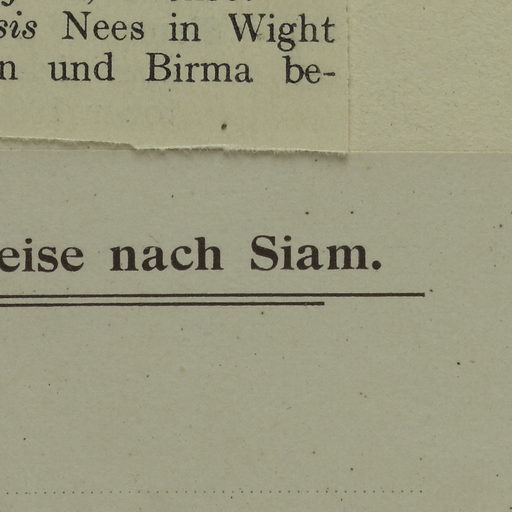 sis Nees in Wight
n und Birma be-
eise nach Siam.